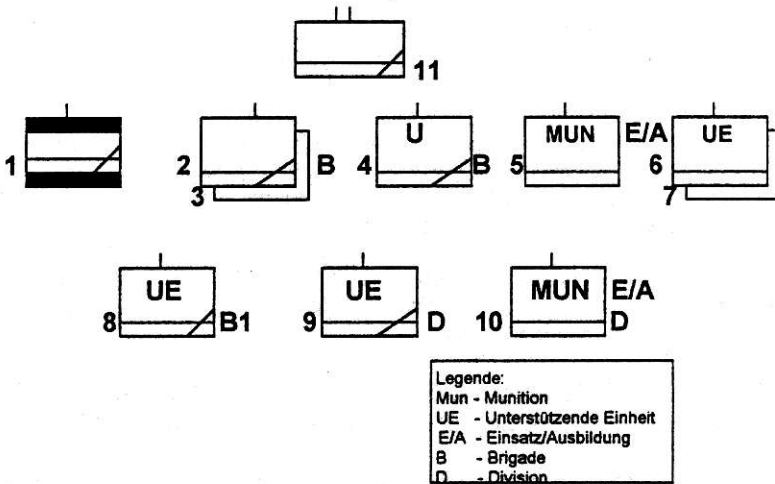 11
U MUN E/A UE
1 2 B 4 B 5 6
3 7
UE UE MUN E/A
8 B1 9 D 10 D
Legende:
Mun - Munition
UE - Unterstützende Einheit
E/A - Einsatz/Ausbildung
B - Brigade
D - Division